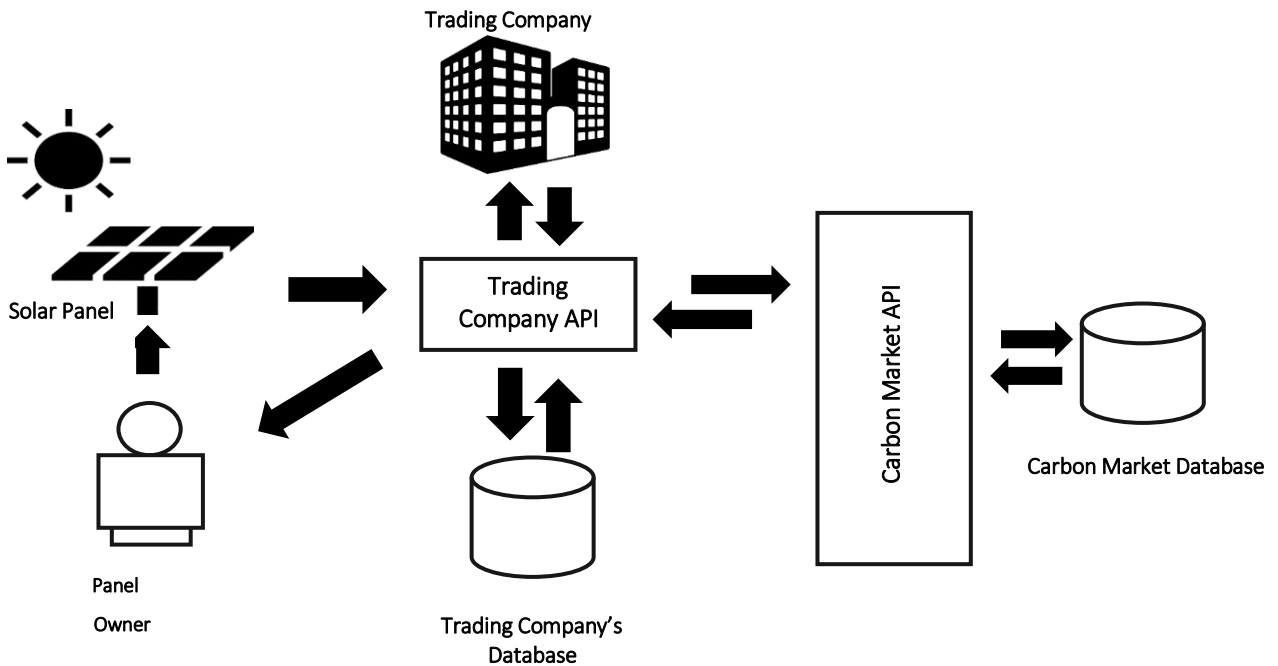 Trading Company
Solar Panel
Trading
Company API
Carbon Market API
Carbon Market Database
Panel
Owner
Trading Company’s
Database